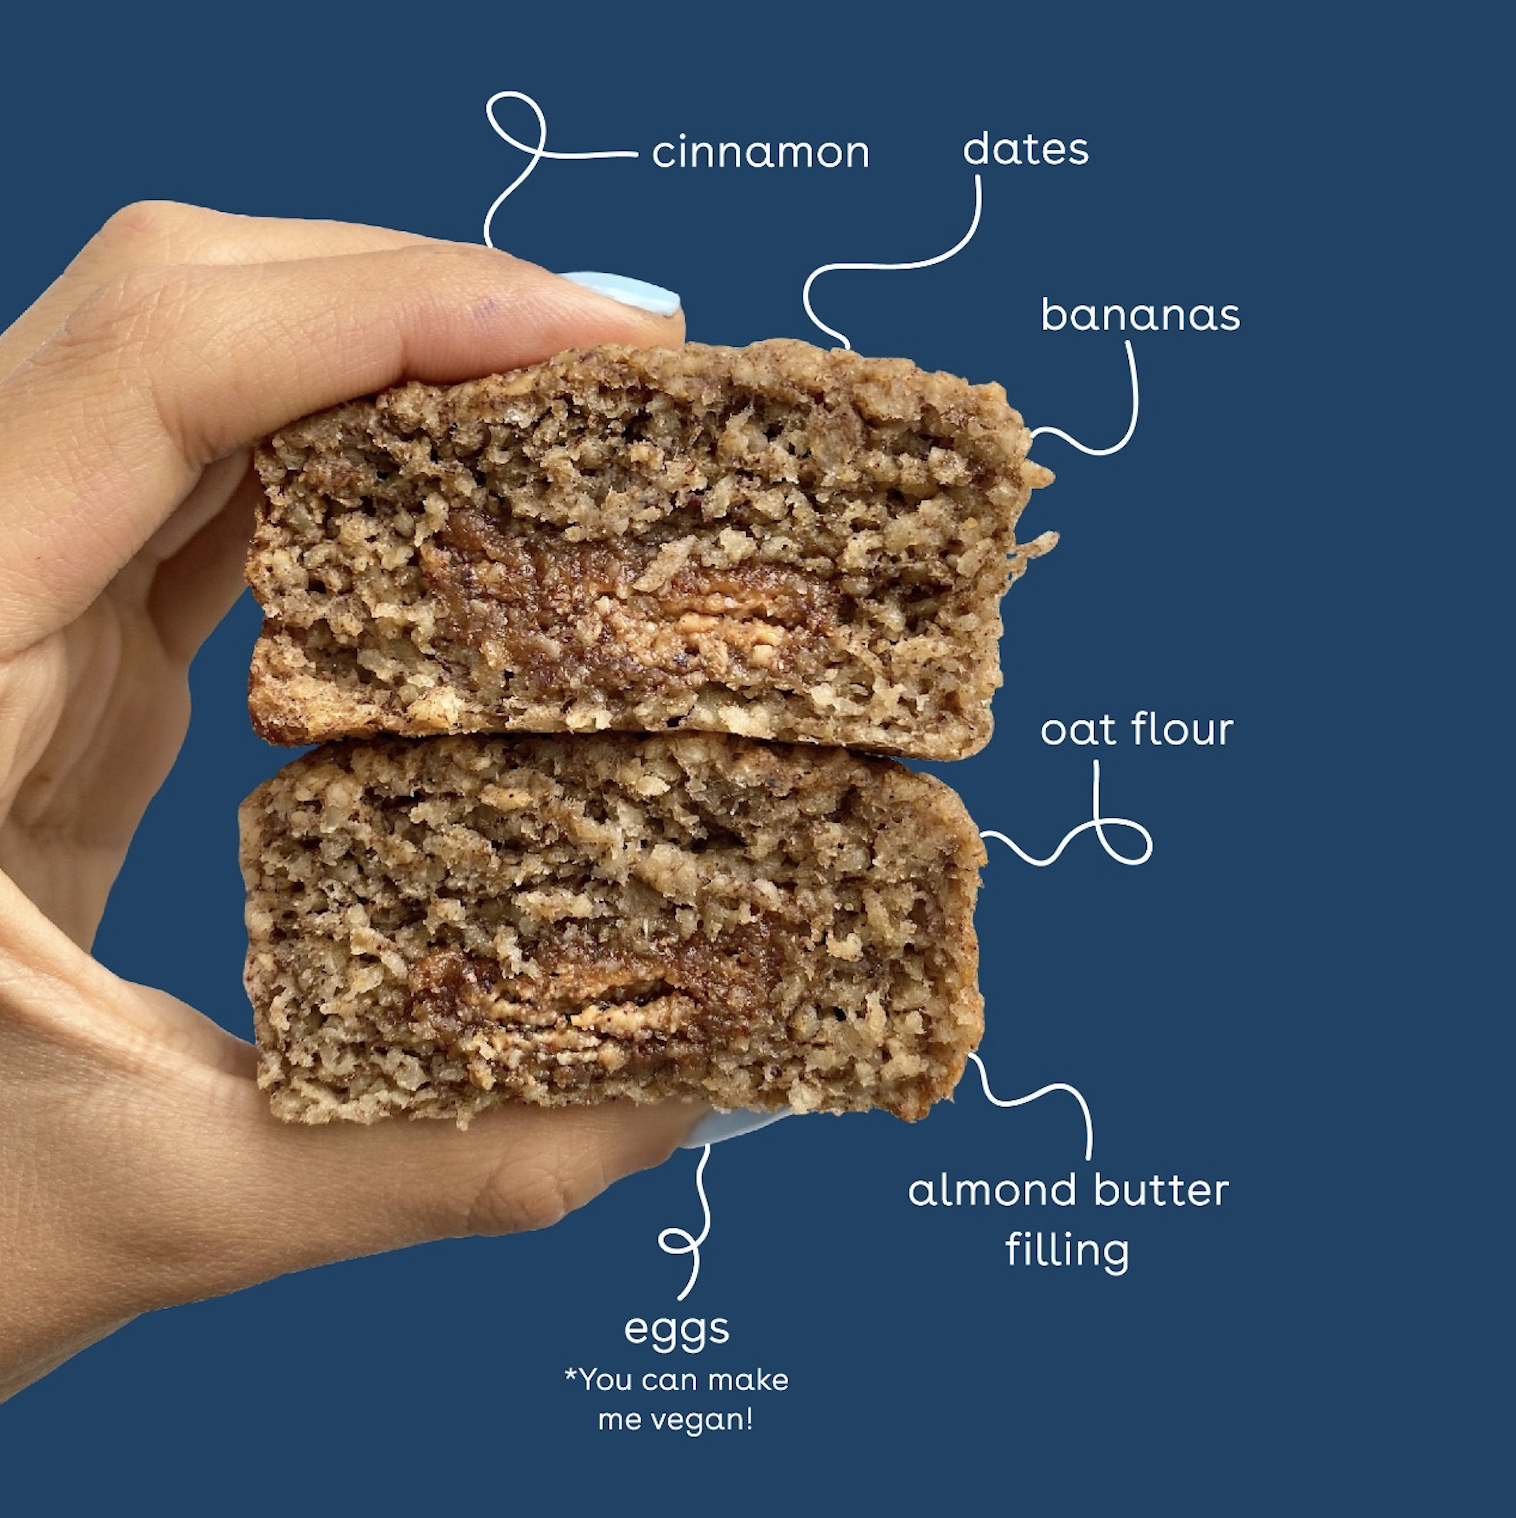 cinnamon
dates
bananas
oat flour
almond butter
filling
eggs
*You can make
me vegan!